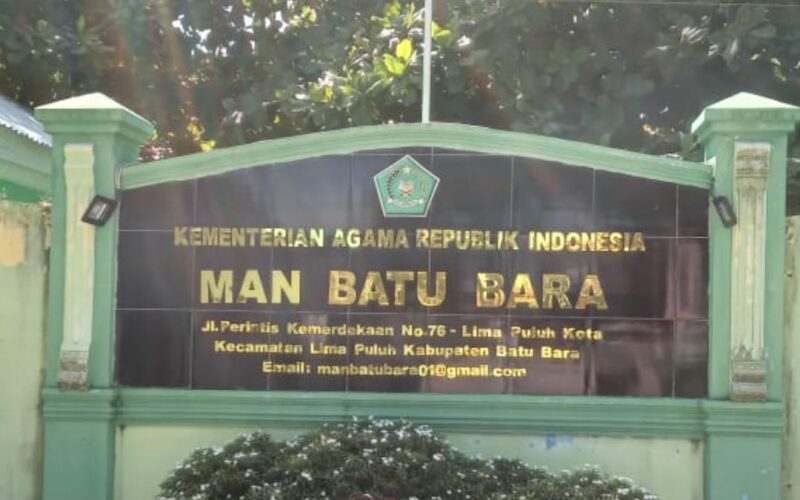 KEMENTERIAN AGAMA REPUBLIK INDONESIA
MAN BATU BARA
Jl.Perintis Kemerdekaan No.76 - Lima Puluh Kota
Kecamatan Lima Puluh Kabupaten Batu Bara
Email: manbatubara01@gmail.com